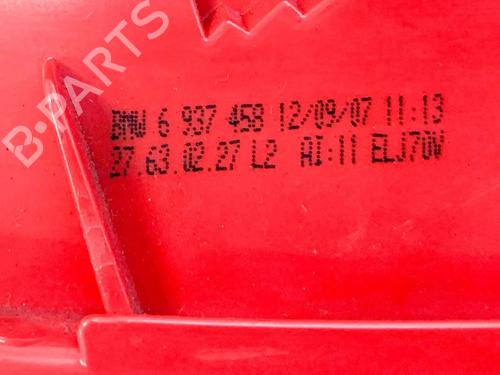 B-PARTS
BMW 6 937 458 12/09/07 11:13
27.63.02.27 L2 AI:11 ELJ70W